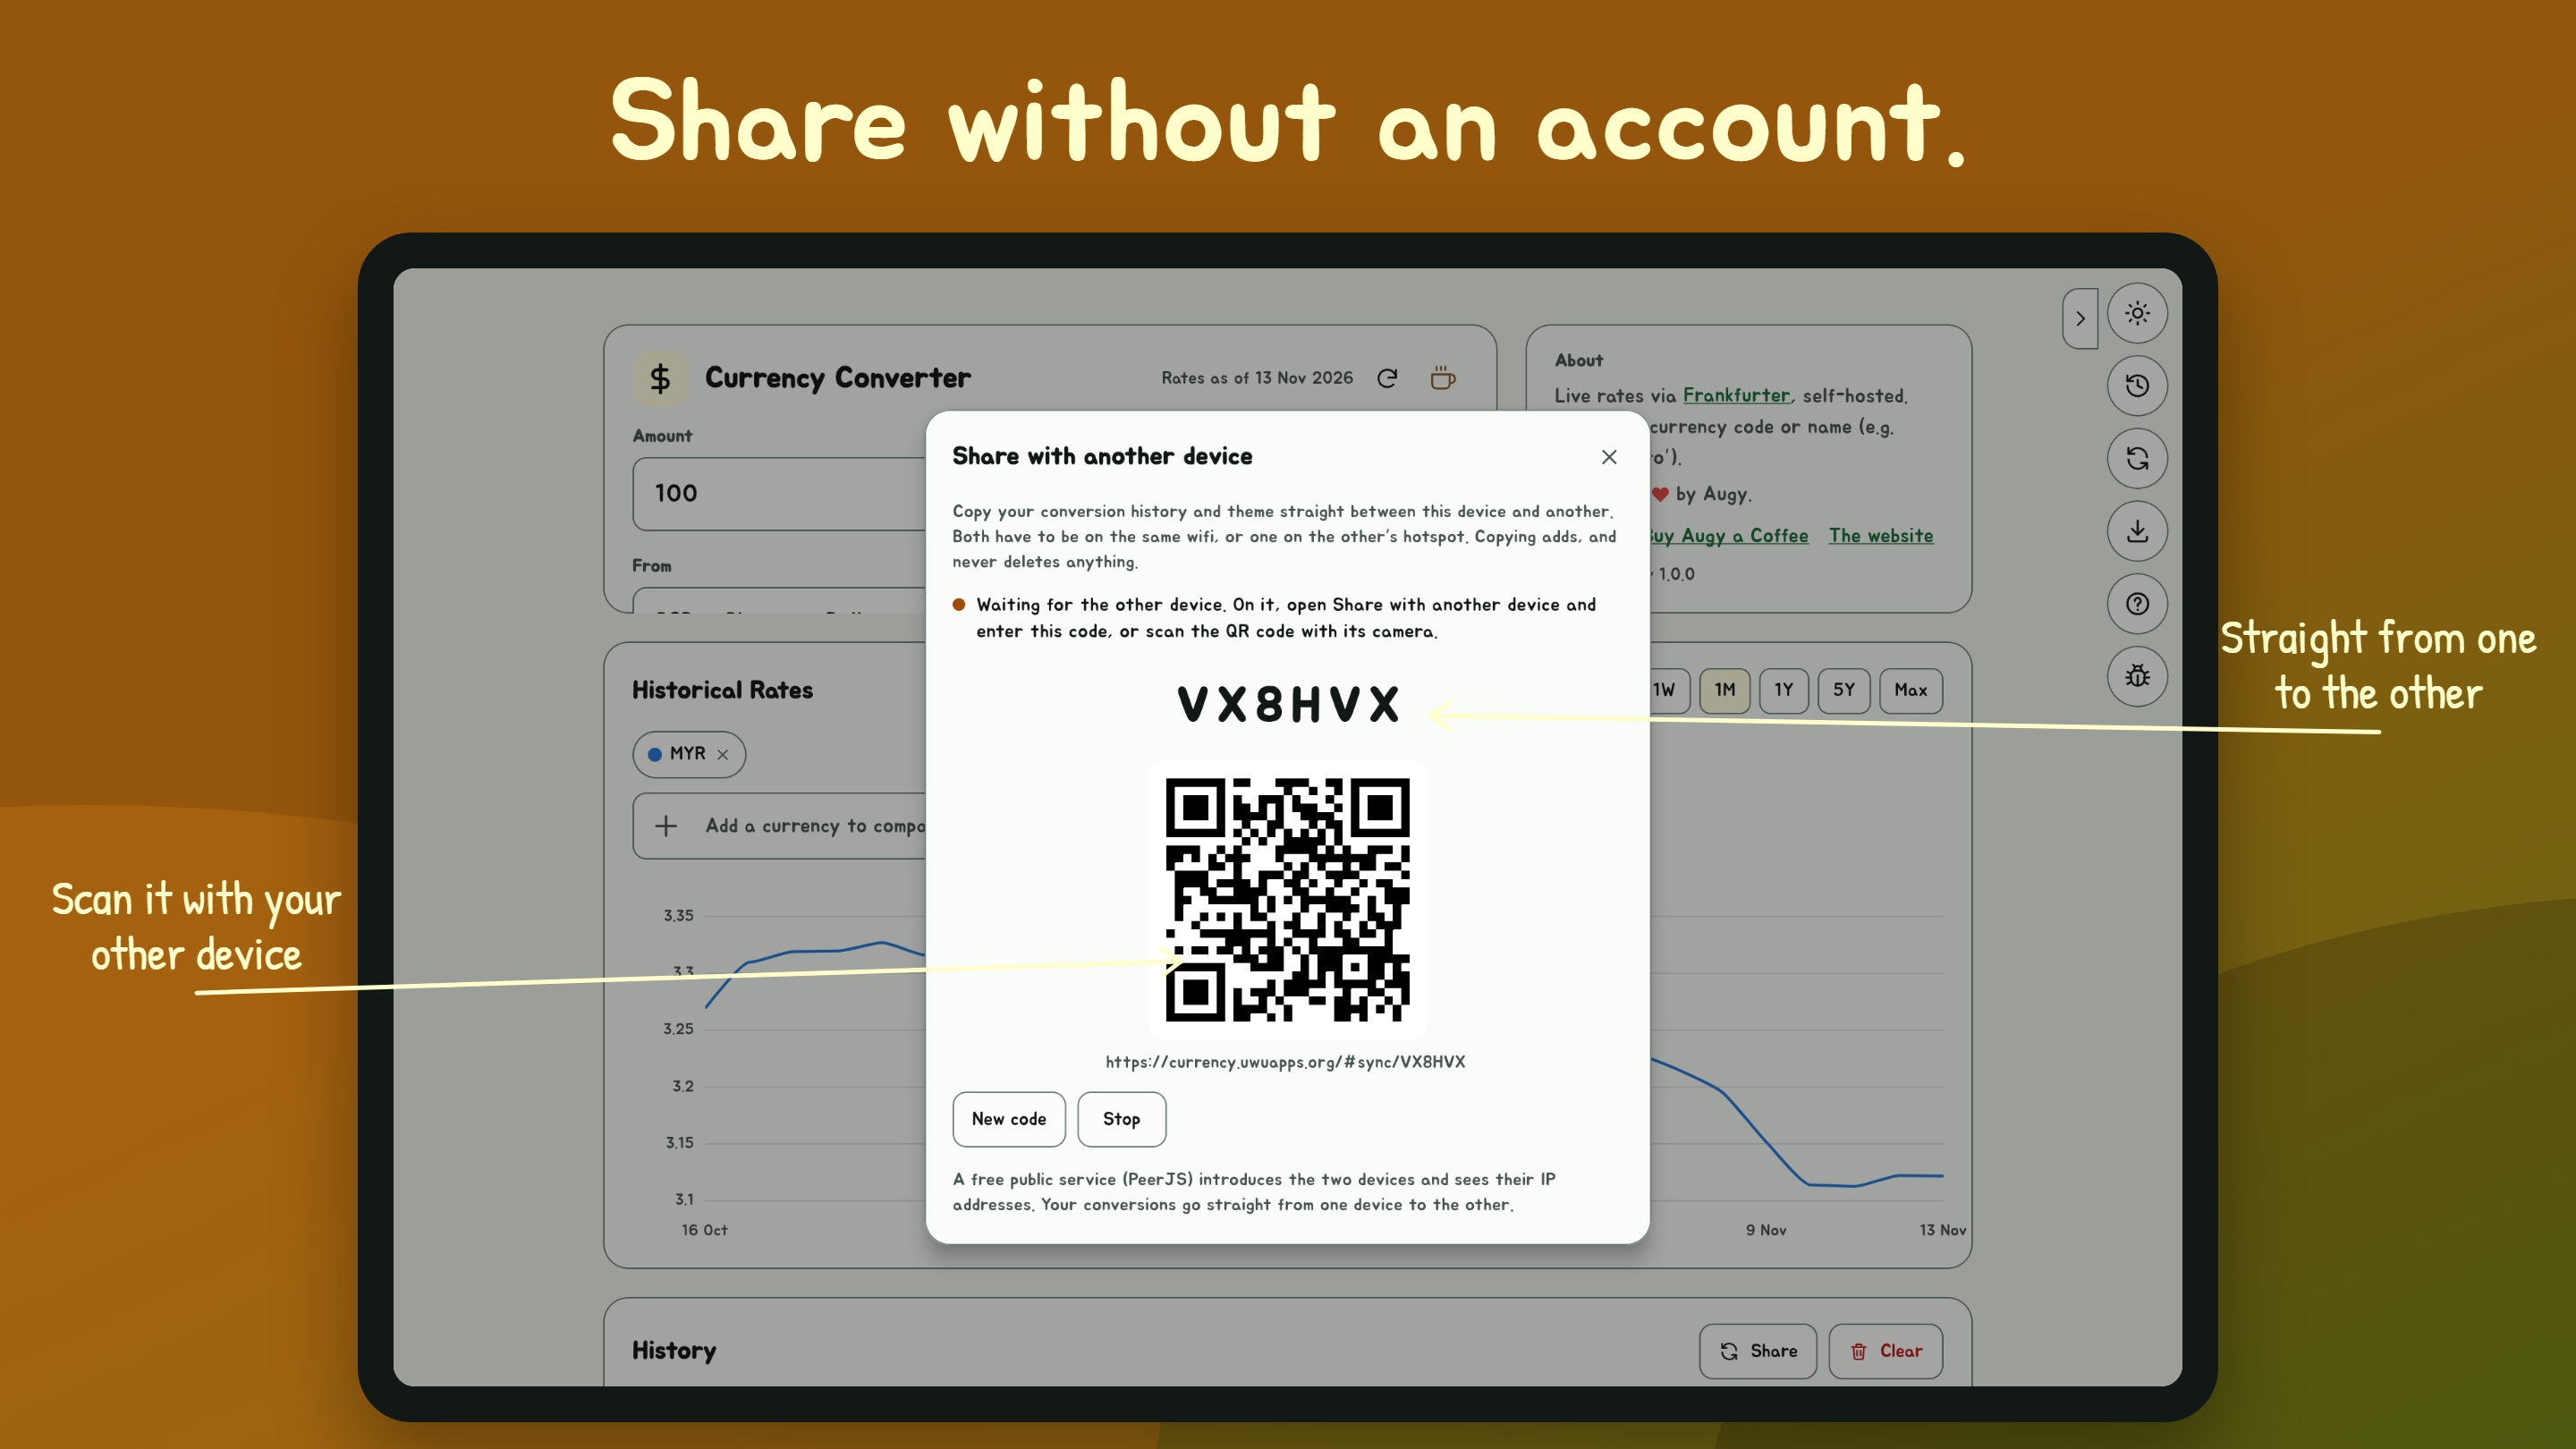 Share without an account.
Currency Converter
Rates as of 13 Nov 2026
Amount
100
From
About
Live rates via Frankfurter, self-hosted.
currency code or name (e.g.
by Augy.
Buy Augy a Coffee The website
1.0.0
Share with another device
Copy your conversion history and theme straight between this device and another.
Both have to be on the same wifi, or one on the other's hotspot. Copying adds, and
never deletes anything.
Waiting for the other device. On it, open Share with another device and
enter this code, or scan the QR code with its camera.
VX8HVX
https://currency.uwuapps.org/#sync/VX8HVX
New code
Stop
A free public service (PeerJS) introduces the two devices and sees their IP
addresses. Your conversions go straight from one device to the other.
Historical Rates
1W
1M
1Y
5Y
Max
MYR
Add a currency to compa
3.35
3.3
3.25
3.2
3.15
3.1
16 Oct
9 Nov
13 Nov
History
Share
Clear
Scan it with your
other device
Straight from one
to the other